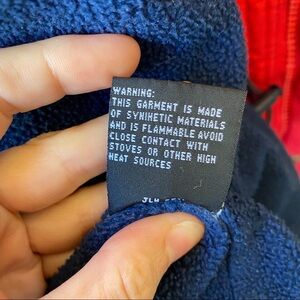 WARNING:
THIS GARMENT IS MADE
OF SYNIHETIC MATERIALS
AND IS FLAMMABLE AVOID
CLOSE CONTACT WITH
STOVES OR OTHER HIGH
HEAT SOURCES